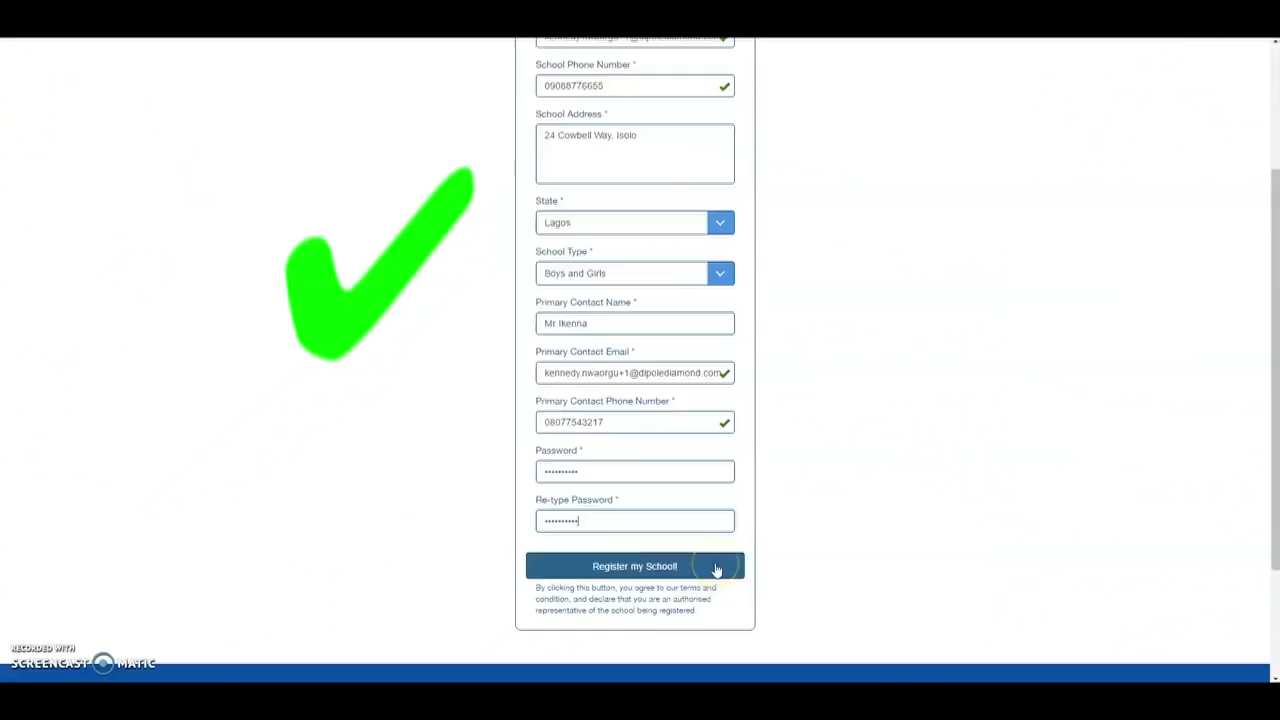 School Phone Number *
09088776655
School Address *
24 Cowbell Way, Isolo
State *
Lagos
School Type *
Boys and Girls
Primary Contact Name *
Mr Ikenna
Primary Contact Email *
kennedy.nwaorgu+1@dipolediamond.com
Primary Contact Phone Number *
08077543217
Password *
••••••••••
Re-type Password *
••••••••••
Register my School!
By clicking this button, you agree to our terms and
condition, and declare that you are an authorised
representative of the school being registered.
RECORDED WITH
SCREENCAST MATIC